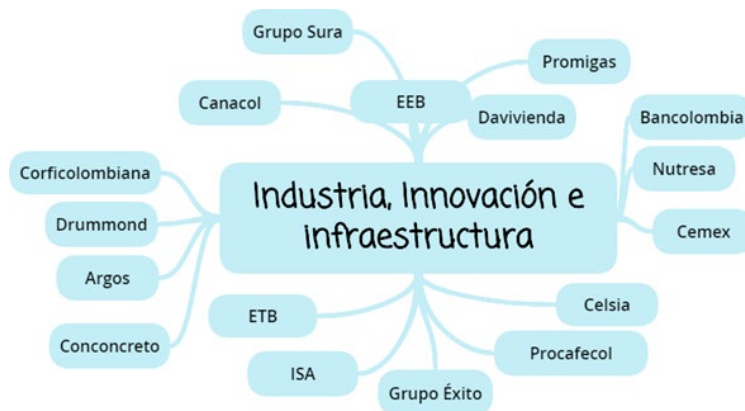 Grupo Sura
Promigas
Canacol
EEB
Davivienda
Bancolombia
Corficolombiana
Nutresa
Industria, Innovación e
infraestructura
Drummond
Cemex
Argos
ETB
Celsia
Conconcreto
ISA
Procafecol
Grupo Éxito